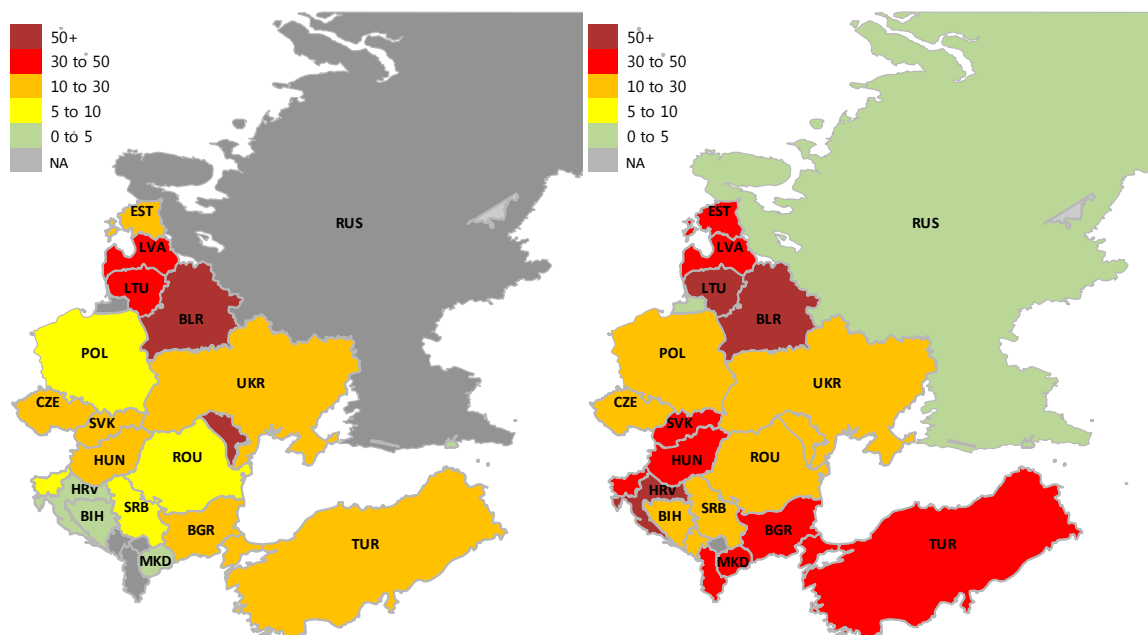 50+
30 to 50
10 to 30
5 to 10
0 to 5
NA
EST
RUS
LVA
LTU
BLR
POL
UKR
CZE
SVK
HUN
ROU
HRv
SRB
BIH
BGR
TUR
MKD
50+
30 to 50
10 to 30
5 to 10
0 to 5
NA
EST
RUS
LVA
LTU
BLR
POL
UKR
CZE
SVK
HUN
ROU
HRv
SRB
BIH
BGR
TUR
MKD